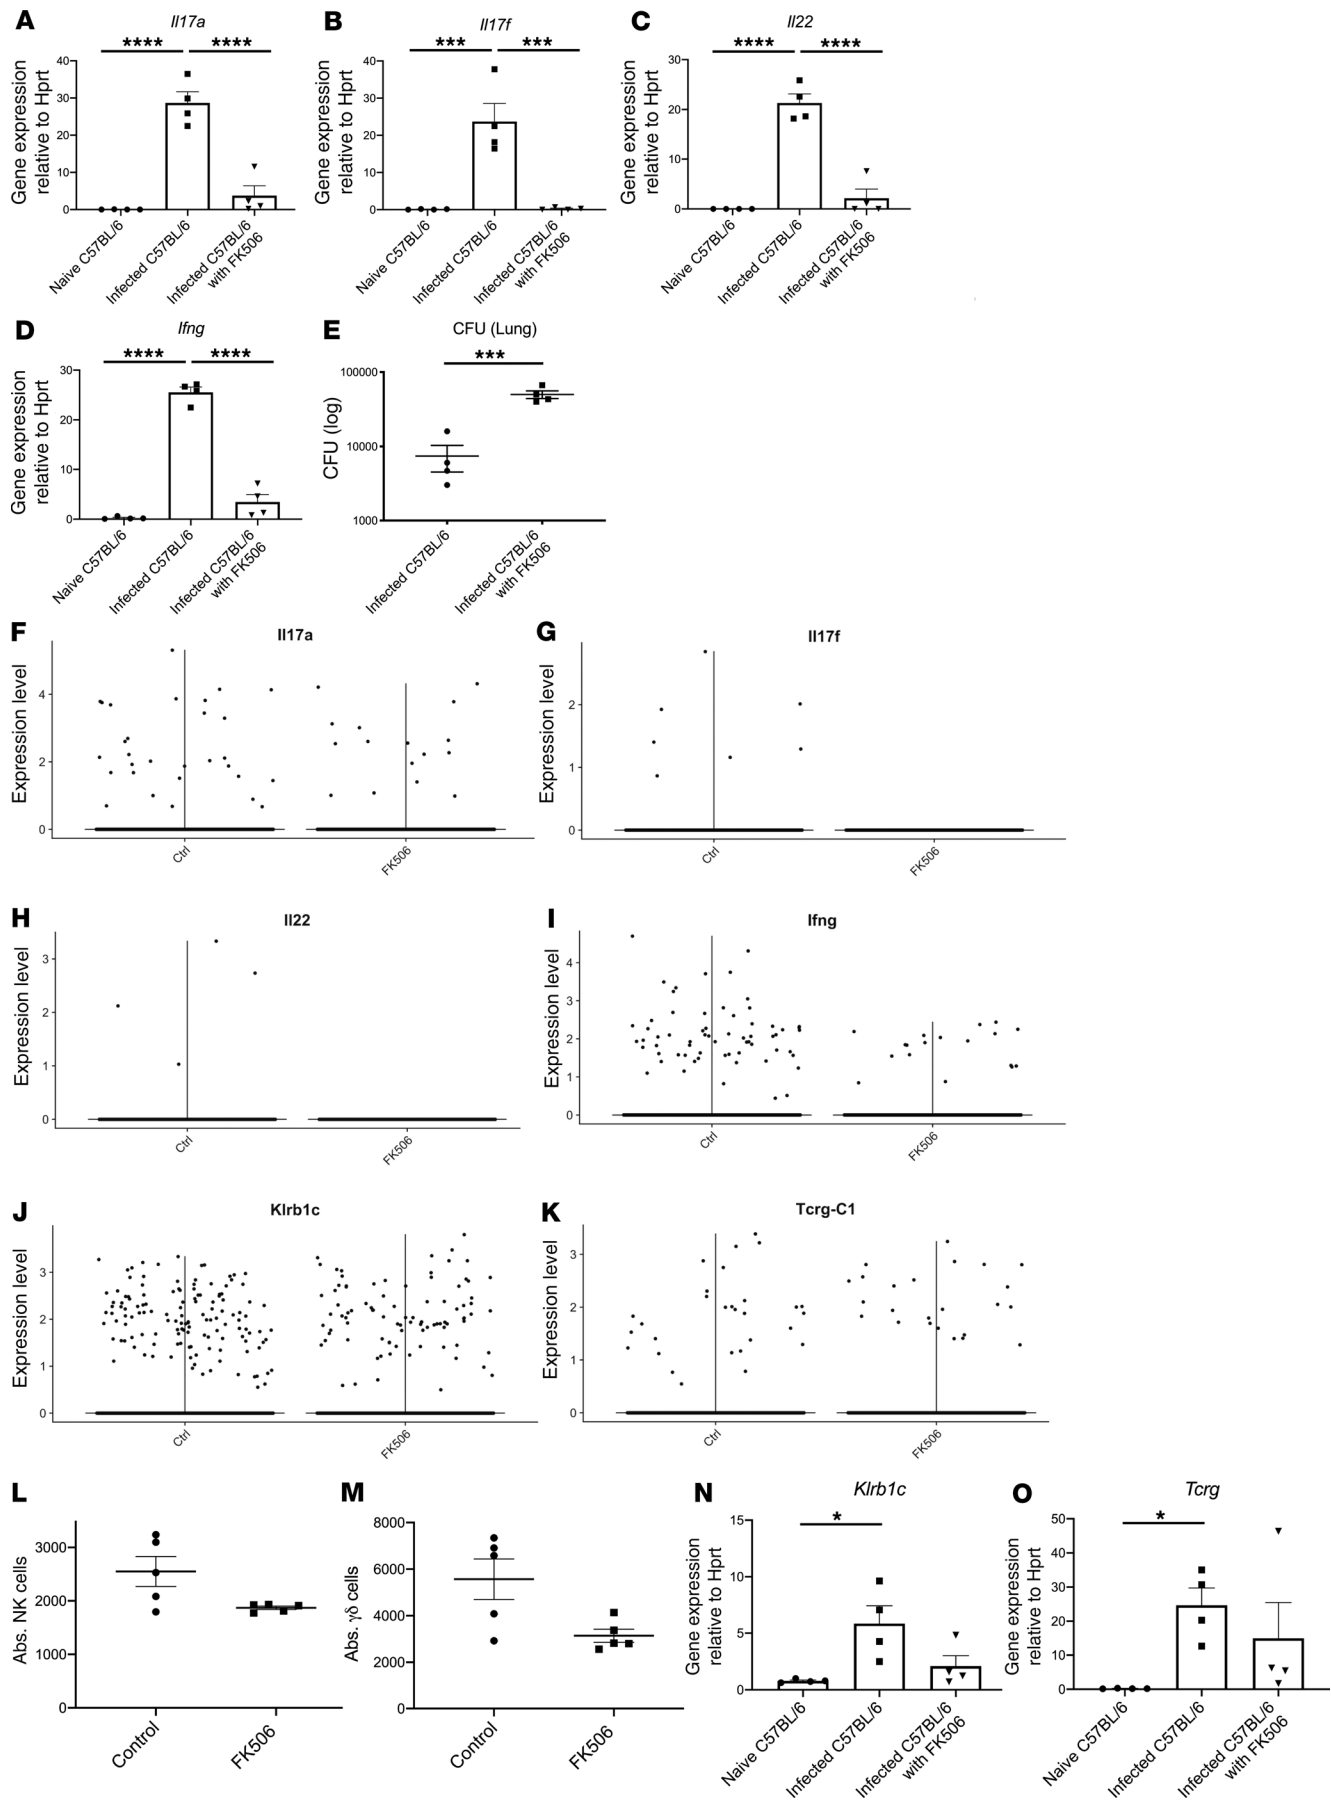 A
Il17a
****
****
Gene expression
relative to Hprt
40
30
20
10
0
Naive C57BL/6
Infected C57BL/6
Infected C57BL/6
with FK506
B
Il17f
***
***
Gene expression
relative to Hprt
40
30
20
10
0
Naive C57BL/6
Infected C57BL/6
Infected C57BL/6
with FK506
C
Il22
****
****
Gene expression
relative to Hprt
30
20
10
0
Naive C57BL/6
Infected C57BL/6
Infected C57BL/6
with FK506
D
Ifng
****
****
Gene expression
relative to Hprt
30
20
10
0
Naive C57BL/6
Infected C57BL/6
Infected C57BL/6
with FK506
E
CFU (Lung)
***
CFU (log)
100000
10000
1000
Infected C57BL/6
Infected C57BL/6
with FK506
F
Il17a
Expression level
4
2
0
Ctrl
FK506
G
Il17f
Expression level
2
1
0
Ctrl
FK506
H
Il22
Expression level
3
2
1
0
Ctrl
FK506
I
Ifng
Expression level
4
3
2
1
0
Ctrl
FK506
J
Klrb1c
Expression level
3
2
1
0
Ctrl
FK506
K
Tcrg-C1
Expression level
3
2
1
0
Ctrl
FK506
L
Abs. NK cells
3000
2000
1000
0
Control
FK506
M
Abs. γδ cells
8000
6000
4000
2000
0
Control
FK506
N
Klrb1c
*
Gene expression
relative to Hprt
15
10
5
0
Naive C57BL/6
Infected C57BL/6
Infected C57BL/6
with FK506
O
Tcrg
*
Gene expression
relative to Hprt
50
40
30
20
10
0
Naive C57BL/6
Infected C57BL/6
Infected C57BL/6
with FK506